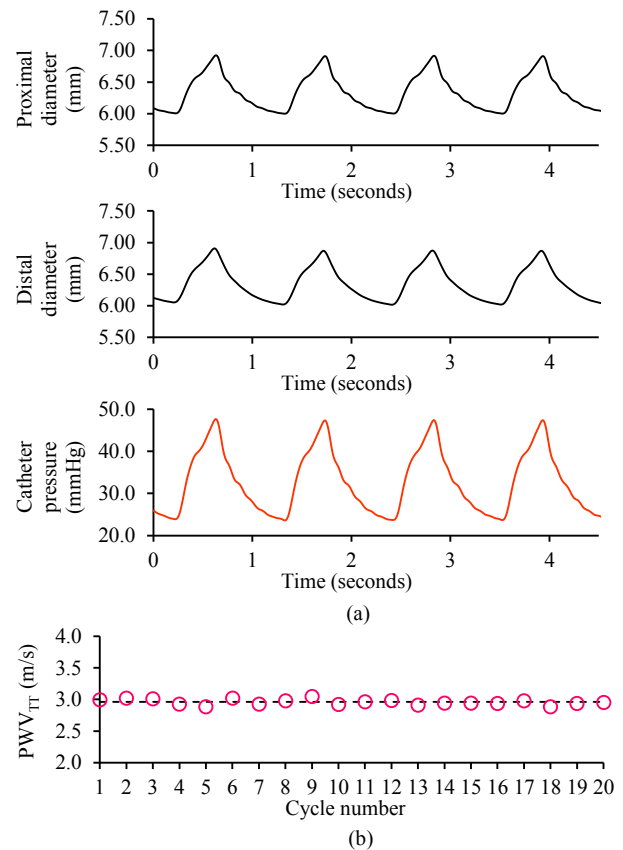 7.50
7.00
6.50
6.00
5.50
Proximal
diameter
(mm)
0 1 2 3 4
Time (seconds)
7.50
7.00
6.50
6.00
5.50
Distal
diameter
(mm)
0 1 2 3 4
Time (seconds)
50.0
40.0
30.0
20.0
Catheter
pressure
(mmHg)
0 1 2 3 4
Time (seconds)
(a)
4.0
3.5
3.0
2.5
2.0
PWV_TT (m/s)
1 2 3 4 5 6 7 8 9 10 11 12 13 14 15 16 17 18 19 20
Cycle number
(b)